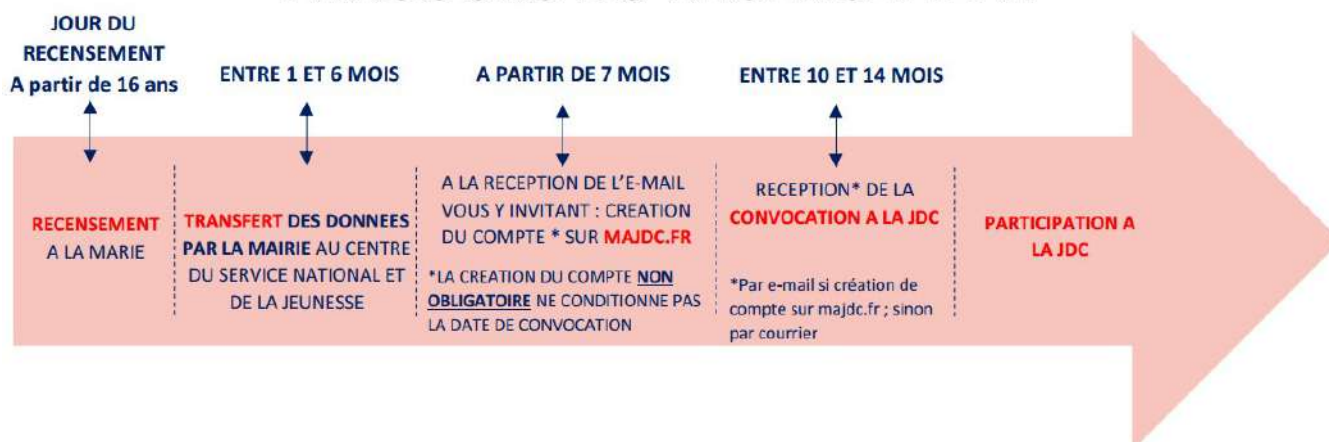 JOUR DU
RECENSEMENT
A partir de 16 ans
ENTRE 1 ET 6 MOIS
A PARTIR DE 7 MOIS
ENTRE 10 ET 14 MOIS
RECENSEMENT
A LA MARIE
TRANSFERT DES DONNEES
PAR LA MAIRIE AU CENTRE
DU SERVICE NATIONAL ET
DE LA JEUNESSE
A LA RECEPTION DE L'E-MAIL
VOUS Y INVITANT : CREATION
DU COMPTE * SUR MAJDC.FR
*LA CREATION DU COMPTE NON
OBLIGATOIRE NE CONDITIONNE PAS
LA DATE DE CONVOCATION
RECEPTION* DE LA
CONVOCATION A LA JDC
*Par e-mail si création de
compte sur majdc.fr ; sinon
par courrier
PARTICIPATION A
LA JDC